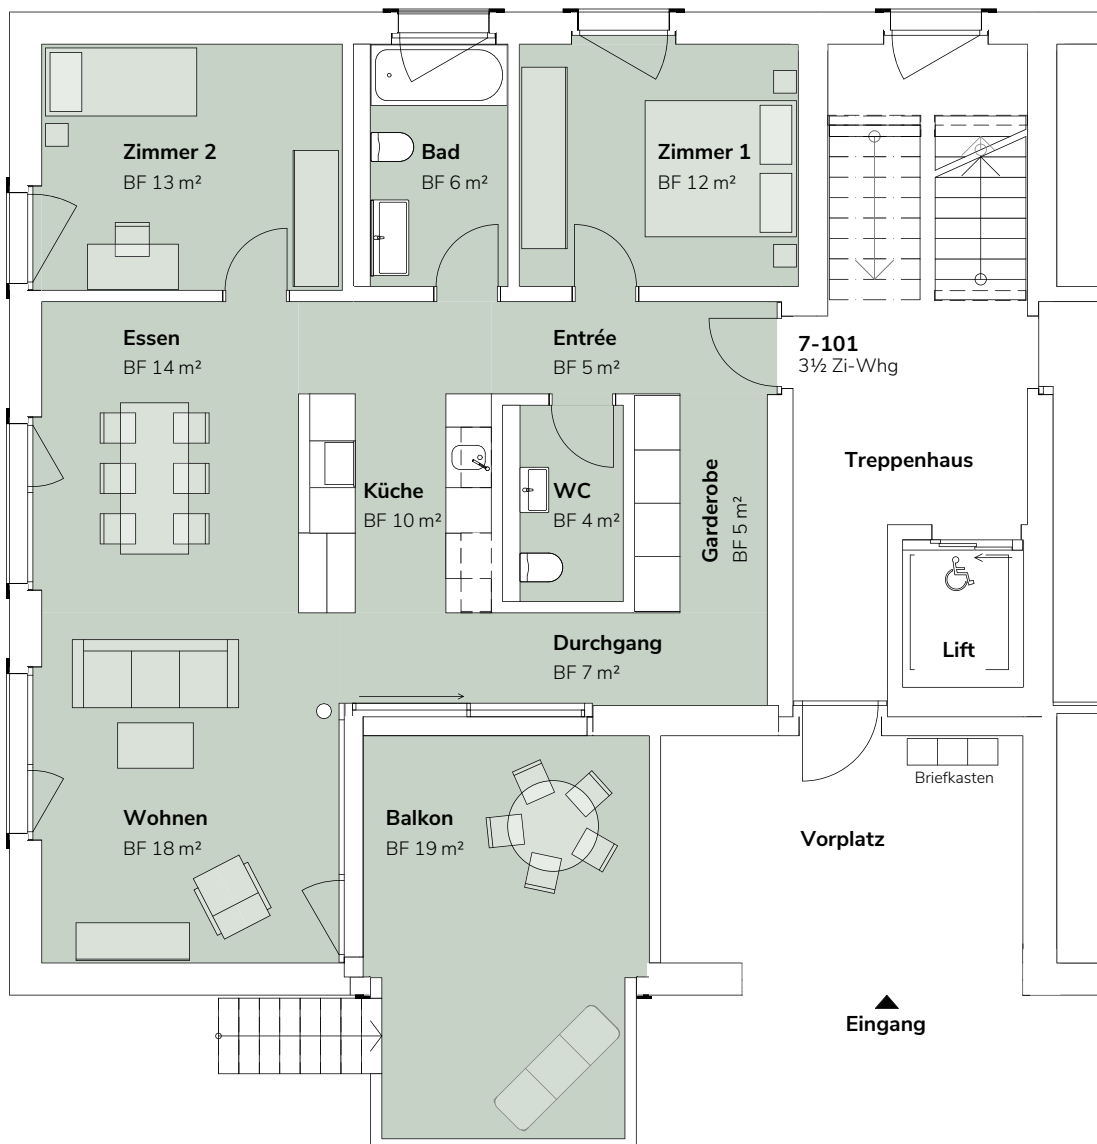 Zimmer 2
BF 13 m²
Bad
BF 6 m²
Zimmer 1
BF 12 m²
Essen
BF 14 m²
Entrée
BF 5 m²
7-101
3½ Zi-Whg
Treppenhaus
Küche
BF 10 m²
WC
BF 4 m²
Garderobe
BF 5 m²
Durchgang
BF 7 m²
Lift
Briefkasten
Wohnen
BF 18 m²
Balkon
BF 19 m²
Vorplatz
Eingang